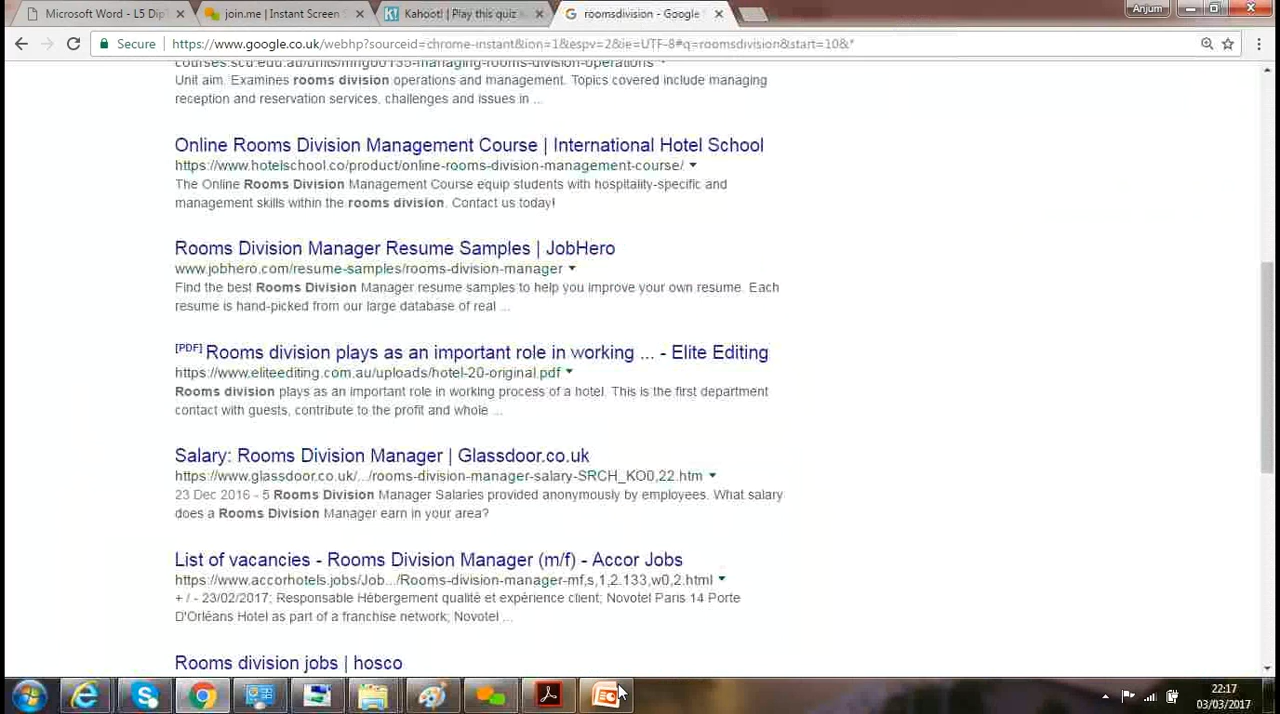 Microsoft Word - L5 Dip
join.me | Instant Screen
Kahoot! | Play this quiz
roomsdivision - Google
Anjum
Secure
https://www.google.co.uk/webhp?sourceid=chrome-instant&ion=1&espv=2&ie=UTF-8#q=roomsdivision&start=10&*
courses.scu.edu.au/units/mng00135-managing-rooms-division-operations
Unit aim. Examines rooms division operations and management. Topics covered include managing
reception and reservation services, challenges and issues in ...
Online Rooms Division Management Course | International Hotel School
https://www.hotelschool.co/product/online-rooms-division-management-course/
The Online Rooms Division Management Course equip students with hospitality-specific and
management skills within the rooms division. Contact us today!
Rooms Division Manager Resume Samples | JobHero
www.jobhero.com/resume-samples/rooms-division-manager
Find the best Rooms Division Manager resume samples to help you improve your own resume. Each
resume is hand-picked from our large database of real ...
[PDF] Rooms division plays as an important role in working ... - Elite Editing
https://www.eliteediting.com.au/uploads/hotel-20-original.pdf
Rooms division plays as an important role in working process of a hotel. This is the first department
contact with guests, contribute to the profit and whole ...
Salary: Rooms Division Manager | Glassdoor.co.uk
https://www.glassdoor.co.uk/.../rooms-division-manager-salary-SRCH_KO0,22.htm
23 Dec 2016 - 5 Rooms Division Manager Salaries provided anonymously by employees. What salary
does a Rooms Division Manager earn in your area?
List of vacancies - Rooms Division Manager (m/f) - Accor Jobs
https://www.accorhotels.jobs/Job.../Rooms-division-manager-mf,s,1,2.133,w0,2.html
+ / - 23/02/2017; Responsable Hébergement qualité et expérience client; Novotel Paris 14 Porte
D'Orléans Hotel as part of a franchise network; Novotel ...
Rooms division jobs | hosco
22:17
03/03/2017